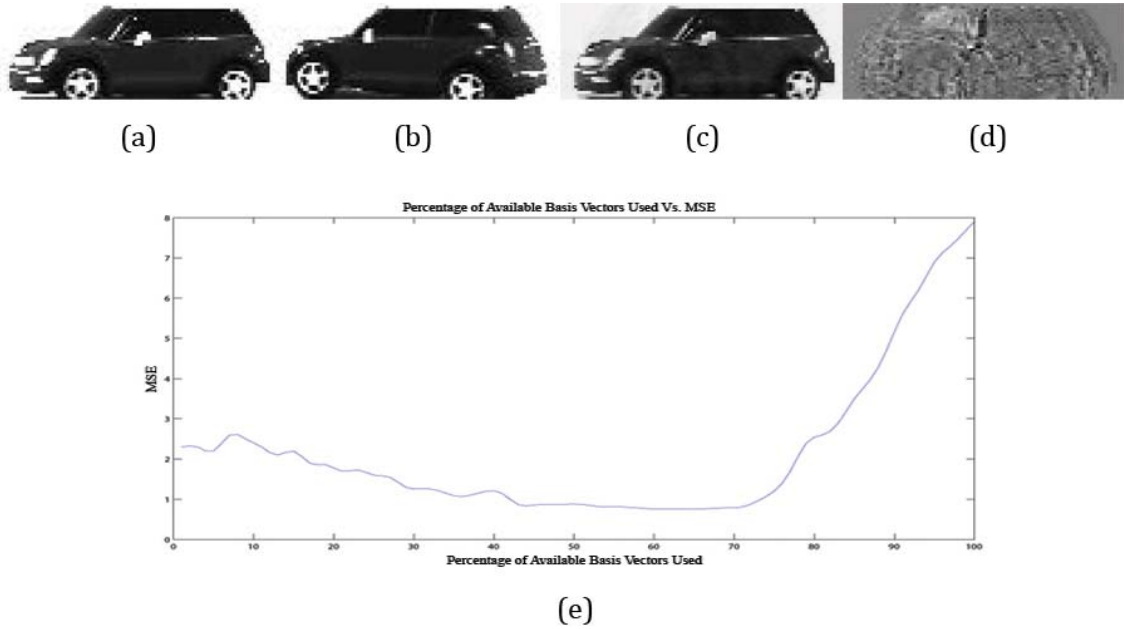 (a) (b) (c) (d)
Percentage of Available Basis Vectors Used Vs. MSE
8
7
6
5
4
3
2
1
0
MSE
0 10 20 30 40 50 60 70 80 90 100
Percentage of Available Basis Vectors Used
(e)